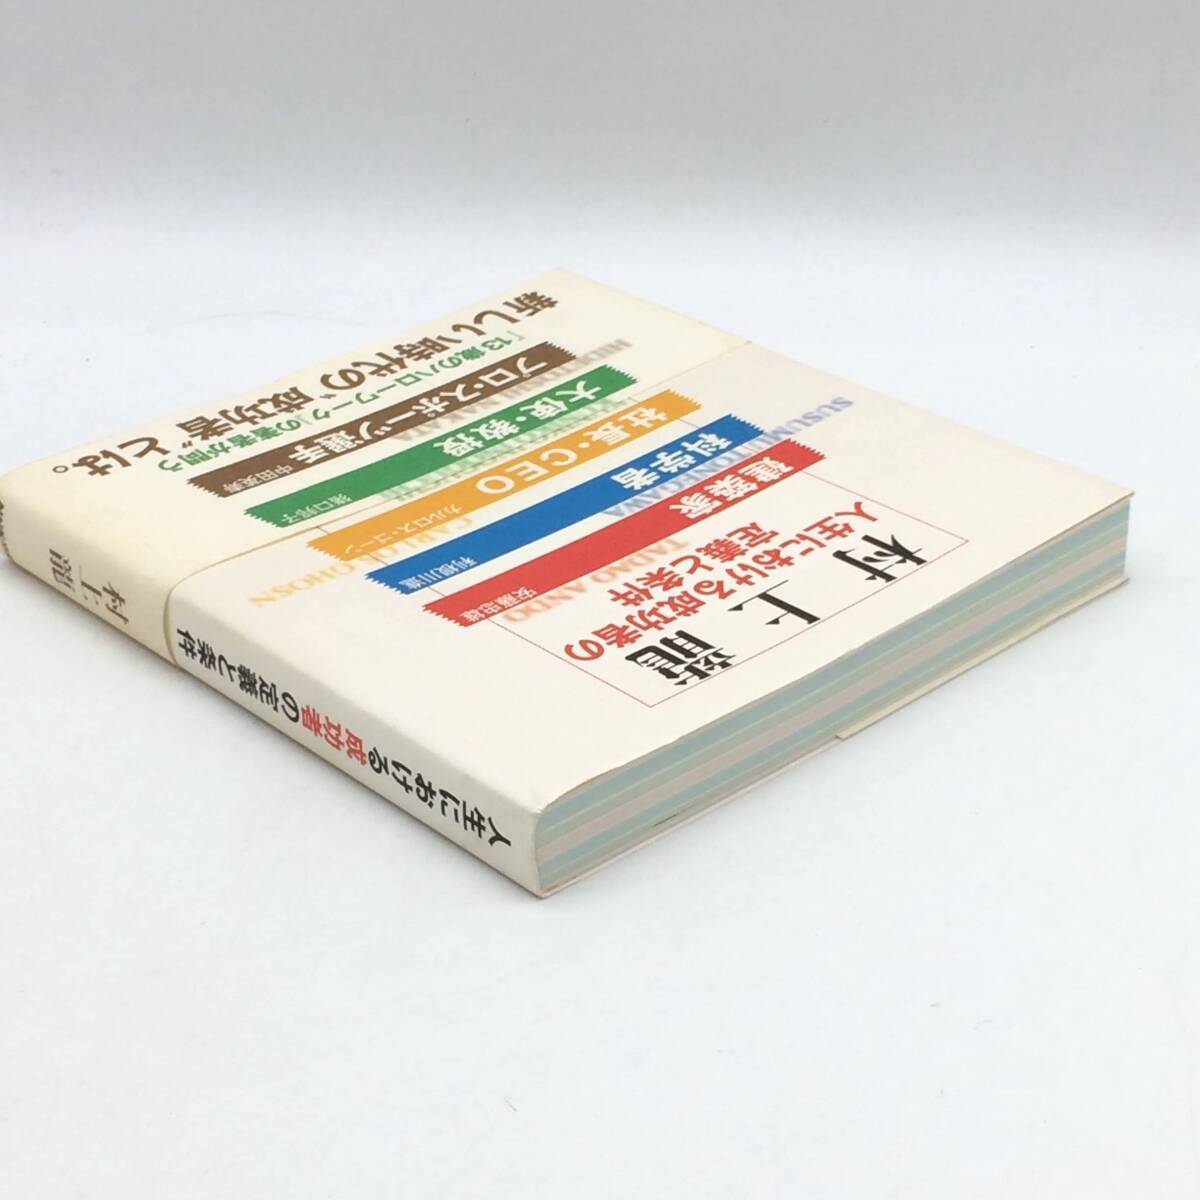 村上龍
人生における成功者の
定義と条件
TADAO ANDO
建築家
安藤忠雄
SUSUMU TONEGAWA
科学者
利根川進
CARLOS GHOSN
社長・CEO
カルロス・ゴーン
大使・教授
猪口邦子
プロ・スポーツ選手
中田英寿
「13歳のハローワーク」の著者が問う
新しい時代の“成功者”とは。
人生における成功者の定義と条件
村上龍